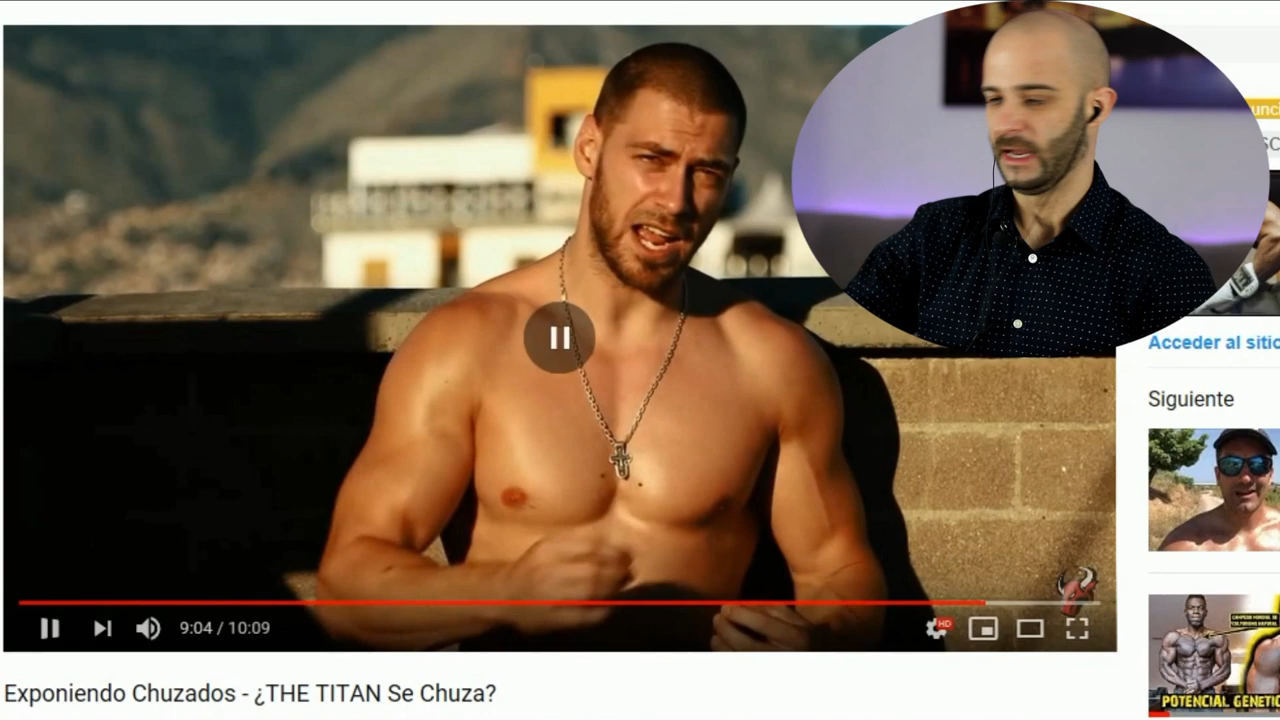 Acceder al sitio
Siguiente
HD
9:04 / 10:09
POTENCIAL GENETIC
Exponiendo Chuzados - ¿THE TITAN Se Chuza?